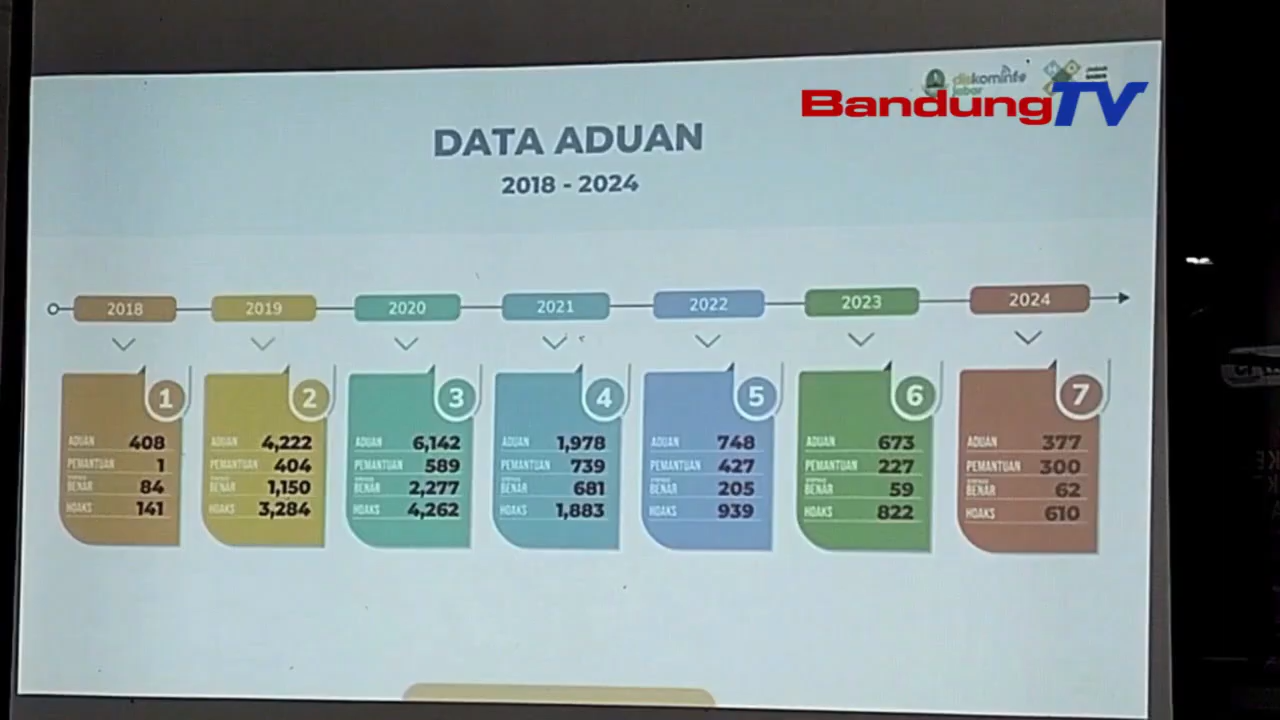 diskominfo
jabar
BandungTV
DATA ADUAN
2018 - 2024
2018 2019 2020 2021 2022 2023 2024
1 2 3 4 5 6 7
ADUAN 408 ADUAN 4,222 ADUAN 6,142 ADUAN 1,978 ADUAN 748 ADUAN 673 ADUAN 377
PEMANTUAN 1 PEMANTUAN 404 PEMANTUAN 589 PEMANTUAN 739 PEMANTUAN 427 PEMANTUAN 227 PEMANTUAN 300
BENAR 84 BENAR 1,150 BENAR 2,277 BENAR 681 BENAR 205 BENAR 59 BENAR 62
HOAKS 141 HOAKS 3,284 HOAKS 4,262 HOAKS 1,883 HOAKS 939 HOAKS 822 HOAKS 610